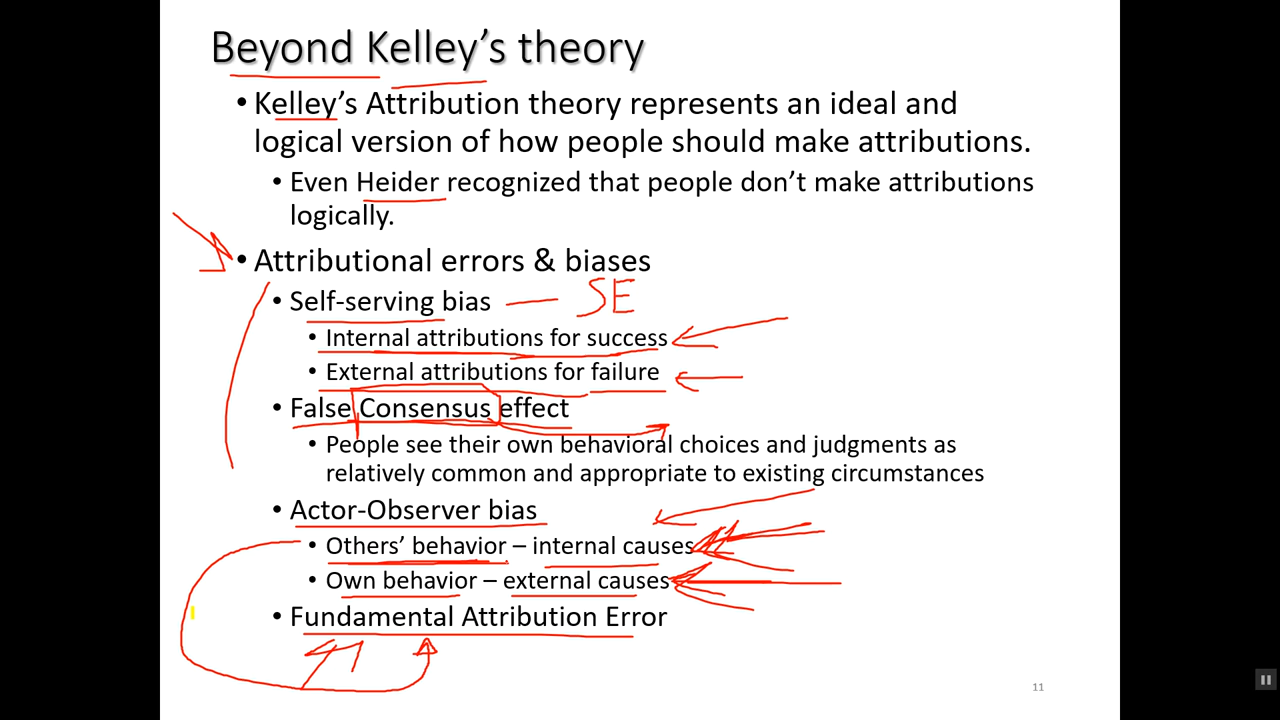 Beyond Kelley's theory
• Kelley's Attribution theory represents an ideal and
logical version of how people should make attributions.
• Even Heider recognized that people don't make attributions
logically.
• Attributional errors & biases
• Self-serving bias — SE
• Internal attributions for success
• External attributions for failure
• False Consensus effect
• People see their own behavioral choices and judgments as
relatively common and appropriate to existing circumstances
• Actor-Observer bias
• Others' behavior – internal causes
• Own behavior – external causes
• Fundamental Attribution Error
11